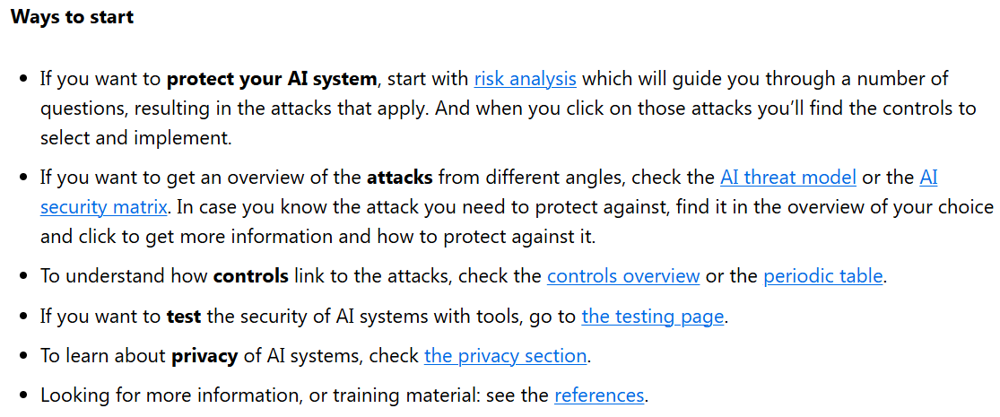 Ways to start
• If you want to protect your AI system, start with risk analysis which will guide you through a number of
questions, resulting in the attacks that apply. And when you click on those attacks you’ll find the controls to
select and implement.
• If you want to get an overview of the attacks from different angles, check the AI threat model or the AI
security matrix. In case you know the attack you need to protect against, find it in the overview of your choice
and click to get more information and how to protect against it.
• To understand how controls link to the attacks, check the controls overview or the periodic table.
• If you want to test the security of AI systems with tools, go to the testing page.
• To learn about privacy of AI systems, check the privacy section.
• Looking for more information, or training material: see the references.